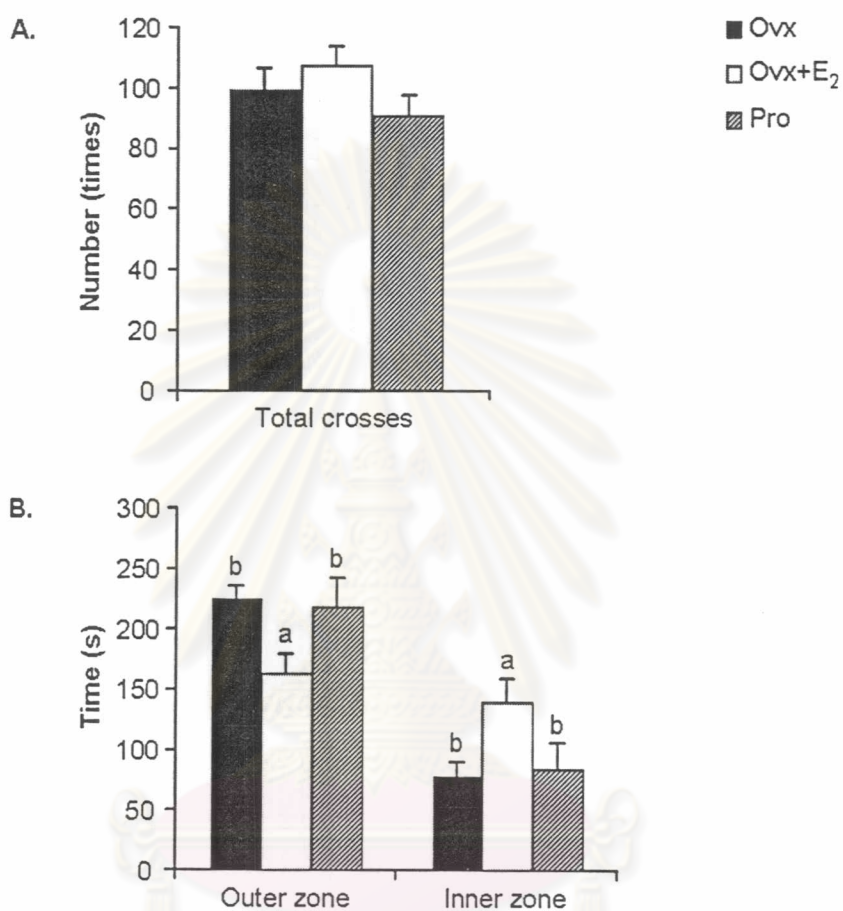 A.
Number (times)
120
100
80
60
40
20
0
Total crosses
Ovx
Ovx+E₂
Pro
B.
Time (s)
300
250
200
150
100
50
0
b
a
b
b
a
b
Outer zone
Inner zone